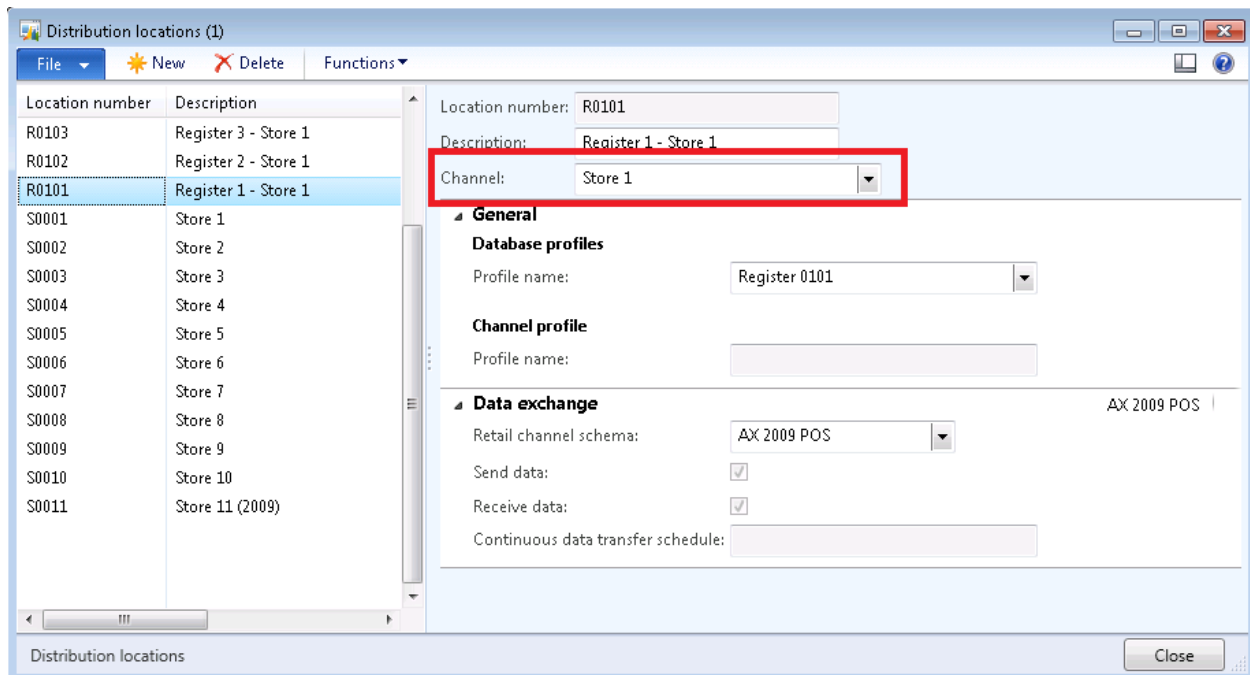 Distribution locations (1)
File New Delete Functions
Location number Description
R0103 Register 3 - Store 1
R0102 Register 2 - Store 1
R0101 Register 1 - Store 1
S0001 Store 1
S0002 Store 2
S0003 Store 3
S0004 Store 4
S0005 Store 5
S0006 Store 6
S0007 Store 7
S0008 Store 8
S0009 Store 9
S0010 Store 10
S0011 Store 11 (2009)
Location number: R0101
Description: Register 1 - Store 1
Channel: Store 1
General
Database profiles
Profile name: Register 0101
Channel profile
Profile name:
Data exchange AX 2009 POS
Retail channel schema: AX 2009 POS
Send data:
Receive data:
Continuous data transfer schedule:
Distribution locations Close